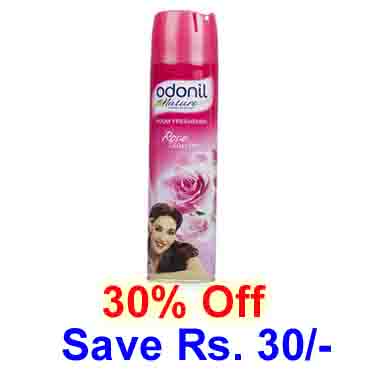 odonil
Nature
ROOM FRESHENER
Rose
30% Off
Save Rs. 30/-